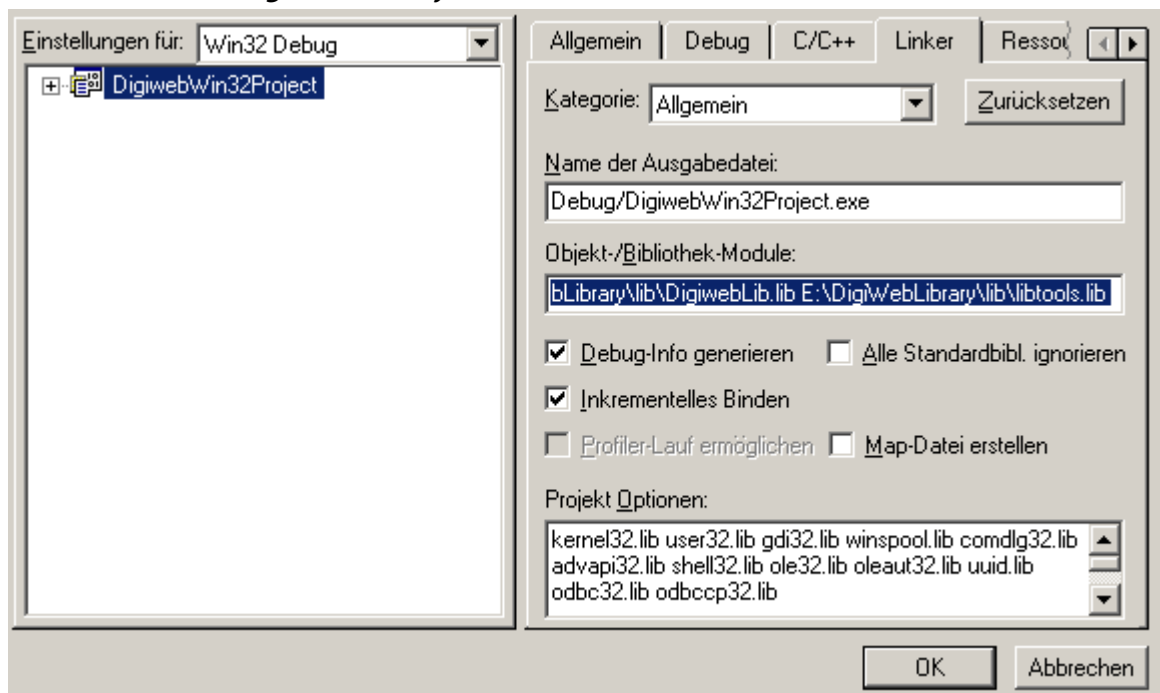 Einstellungen für: Win32 Debug
DigiwebWin32Project
Allgemein Debug C/C++ Linker Ressou
Kategorie: Allgemein Zurücksetzen
Name der Ausgabedatei:
Debug/DigiwebWin32Project.exe
Objekt-/Bibliothek-Module:
bLibrary\lib\DigiwebLib.lib E:\DigiWebLibrary\lib\libtools.lib
Debug-Info generieren Alle Standardbibl. ignorieren
Inkrementelles Binden
Profiler-Lauf ermöglichen Map-Datei erstellen
Projekt Optionen:
kernel32.lib user32.lib gdi32.lib winspool.lib comdlg32.lib
advapi32.lib shell32.lib ole32.lib oleaut32.lib uuid.lib
odbc32.lib odbccp32.lib
OK Abbrechen